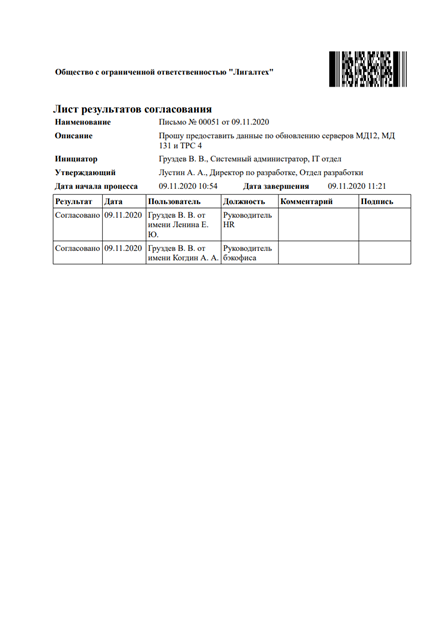 Общество с ограниченной ответственностью "Лигалтех"
Лист результатов согласования
Наименование Письмо № 00051 от 09.11.2020
Описание Прошу предоставить данные по обновлению серверов МД12, МД
131 и ТРС 4
Инициатор Груздев В. В., Системный администратор, IT отдел
Утверждающий Лустин А. А., Директор по разработке, Отдел разработки
Дата начала процесса 09.11.2020 10:54 Дата завершения 09.11.2020 11:21
Результат Дата Пользователь Должность Комментарий Подпись
Согласовано 09.11.2020 Груздев В. В. от Руководитель
имени Ленина Е. HR
Ю.
Согласовано 09.11.2020 Груздев В. В. от Руководитель
имени Когдин А. А. бэкофиса